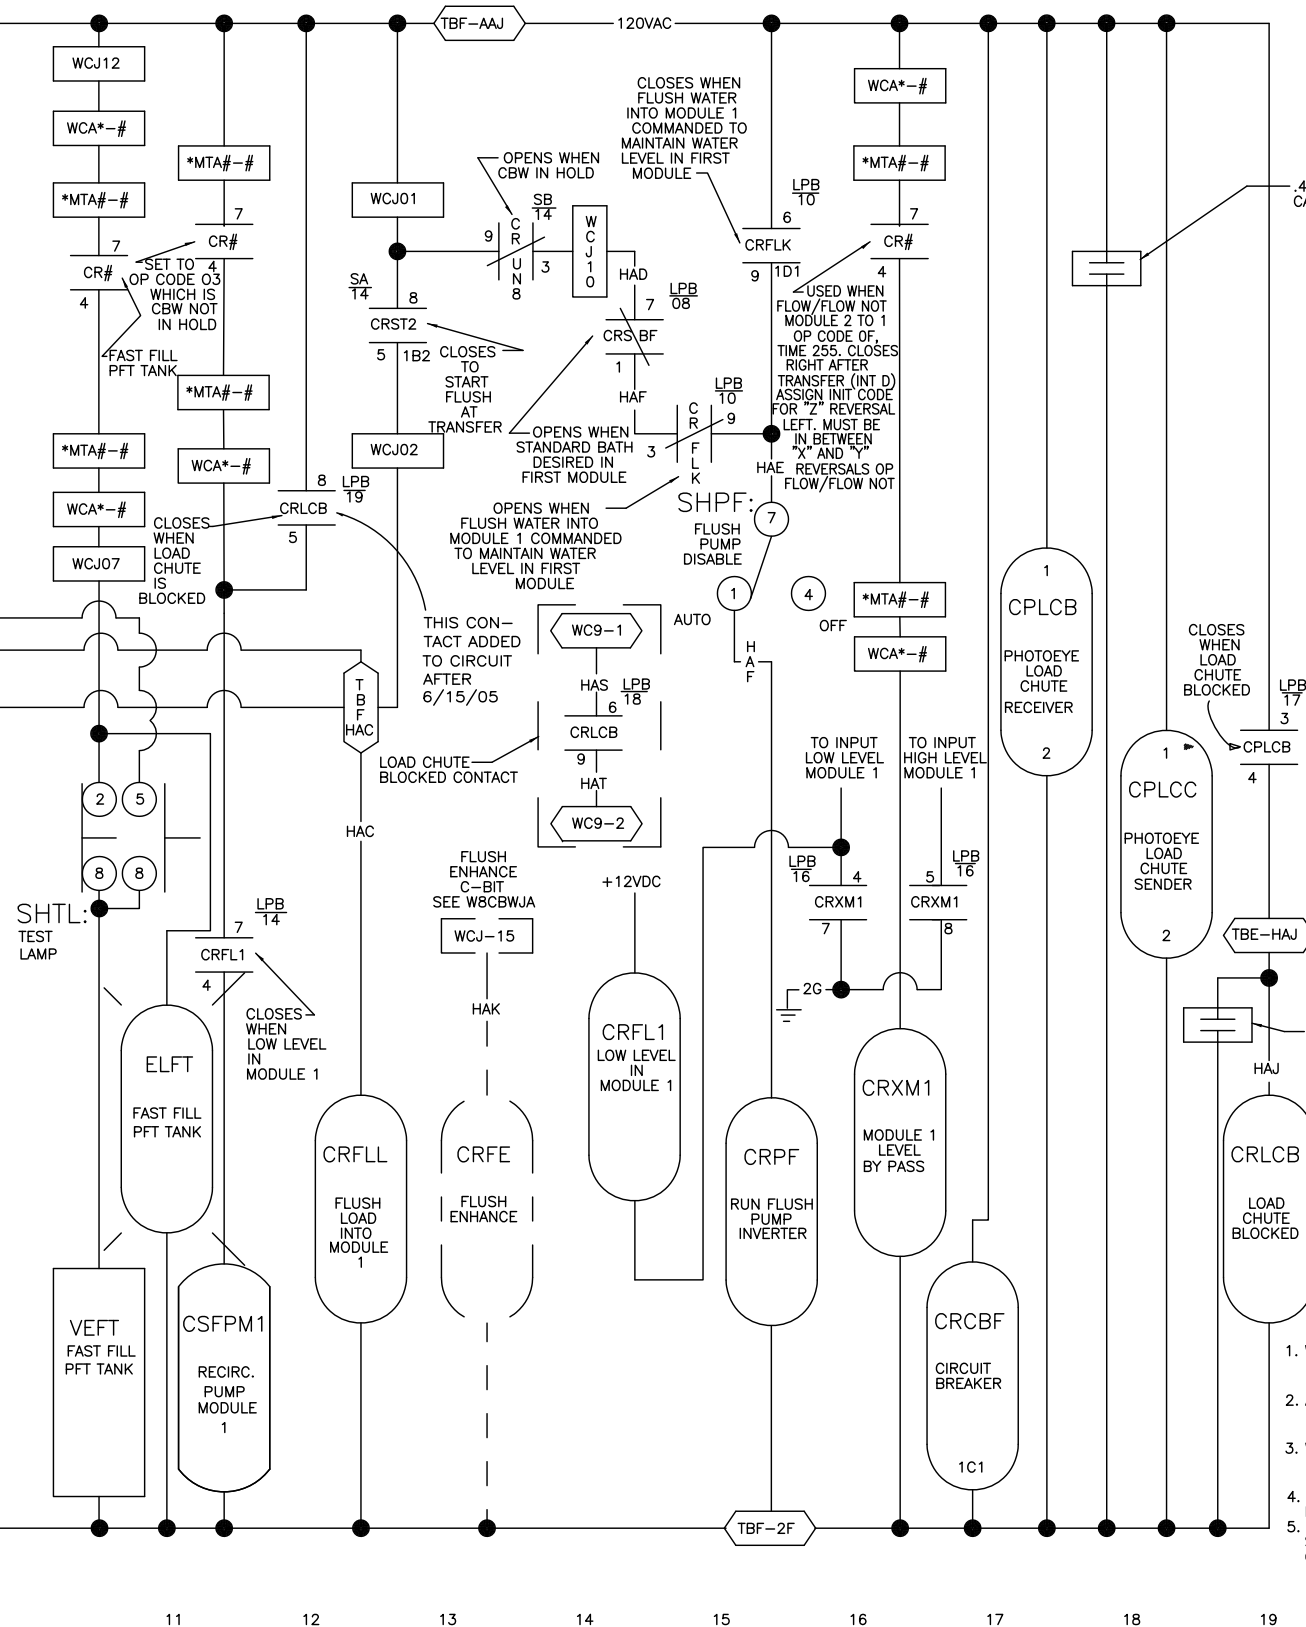 TBF-AAJ
120VAC
WCJ12
WCA*-#
*MTA#-#
7
CR#
4
SET TO
OP CODE 03
WHICH IS
CBW NOT
IN HOLD
FAST FILL
PFT TANK
*MTA#-#
WCA*-#
WCJ07
*MTA#-#
7
CR#
4
*MTA#-#
WCA*-#
CLOSES
WHEN
LOAD
CHUTE
IS
BLOCKED
8
LPB
19
CRLCB
5
THIS CON-
TACT ADDED
TO CIRCUIT
AFTER
6/15/05
WCJ01
SA
14
8
CRST2
5
1B2
CLOSES
TO
START
FLUSH
AT
TRANSFER
WCJ02
OPENS WHEN
CBW IN HOLD
SB
14
9
C
R
UN
8
3
W
C
J
1
0
HAD
7
LPB
08
CRSBF
1
HAF
OPENS WHEN
STANDARD BATH
DESIRED IN
FIRST MODULE
LPB
10
C
R
F
L
K
9
3
OPENS WHEN
FLUSH WATER INTO
MODULE 1 COMMANDED
TO MAINTAIN WATER
LEVEL IN FIRST
MODULE
CLOSES WHEN
FLUSH WATER
INTO MODULE 1
COMMANDED TO
MAINTAIN WATER
LEVEL IN FIRST
MODULE
LPB
10
6
CRFLK
9
1D1
HAE
SHPF:
7
FLUSH
PUMP
DISABLE
1
4
AUTO
OFF
H
A
F
WCA*-#
*MTA#-#
7
CR#
4
USED WHEN
FLOW/FLOW NOT
MODULE 2 TO 1
OP CODE OF,
TIME 255. CLOSES
RIGHT AFTER
TRANSFER (INT D)
ASSIGN INIT CODE
FOR "Z" REVERSAL
LEFT. MUST BE
IN BETWEEN
"X" AND "Y"
REVERSALS OP
FLOW/FLOW NOT
*MTA#-#
WCA*-#
.4
CA
1
CPLCB
PHOTOEYE
LOAD
CHUTE
RECEIVER
2
1
CPLCC
PHOTOEYE
LOAD
CHUTE
SENDER
2
CLOSES
WHEN
LOAD
CHUTE
BLOCKED
LPB
17
3
CPLCB
4
TBE-HAJ
HAJ
CRLCB
LOAD
CHUTE
BLOCKED
T
B
F
HAC
HAC
WC9-1
HAS
LPB
18
6
CRLCB
9
HAT
WC9-2
LOAD CHUTE
BLOCKED CONTACT
2
5
8
8
SHTL:
TEST
LAMP
7
LPB
14
CRFL1
4
CLOSES
WHEN
LOW LEVEL
IN
MODULE 1
ELFT
FAST FILL
PFT TANK
VEFT
FAST FILL
PFT TANK
CSFPM1
RECIRC.
PUMP
MODULE
1
CRFLL
FLUSH
LOAD
INTO
MODULE
1
FLUSH
ENHANCE
C-BIT
SEE W8CBWJA
WCJ-15
HAK
CRFE
FLUSH
ENHANCE
+12VDC
CRFL1
LOW LEVEL
IN
MODULE 1
CRPF
RUN FLUSH
PUMP
INVERTER
TO INPUT
LOW LEVEL
MODULE 1
TO INPUT
HIGH LEVEL
MODULE 1
LPB
16
4
CRXM1
7
5
LPB
16
CRXM1
8
2G
CRXM1
MODULE 1
LEVEL
BY PASS
CRCBF
CIRCUIT
BREAKER
1C1
TBF-2F
1.
2.
3.
4.
5.
11 12 13 14 15 16 17 18 19